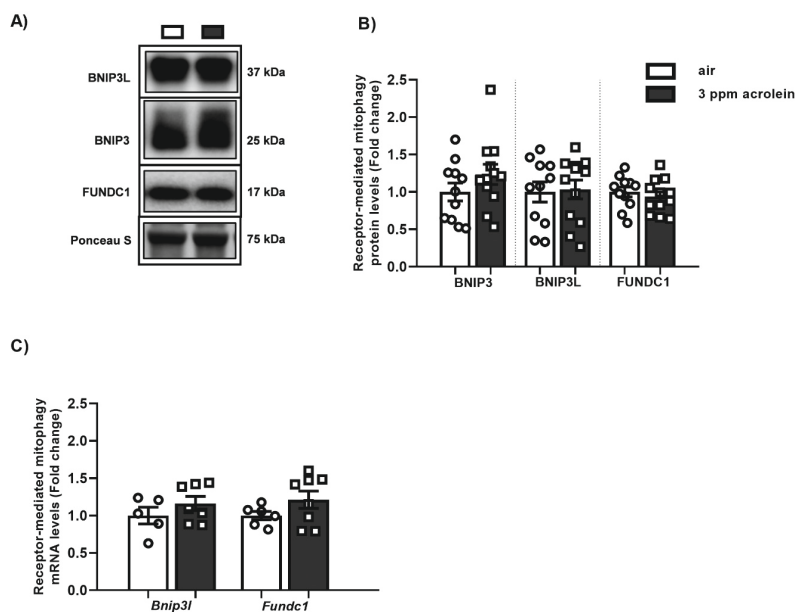 A)
BNIP3L
37 kDa
BNIP3
25 kDa
FUNDC1
17 kDa
Ponceau S
75 kDa
B)
air
3 ppm acrolein
Receptor-mediated mitophagy
protein levels (Fold change)
2.5
2.0
1.5
1.0
0.5
0.0
BNIP3
BNIP3L
FUNDC1
C)
Receptor-mediated mitophagy
mRNA levels (Fold change)
2.5
2.0
1.5
1.0
0.5
0.0
Bnip3l
Fundc1